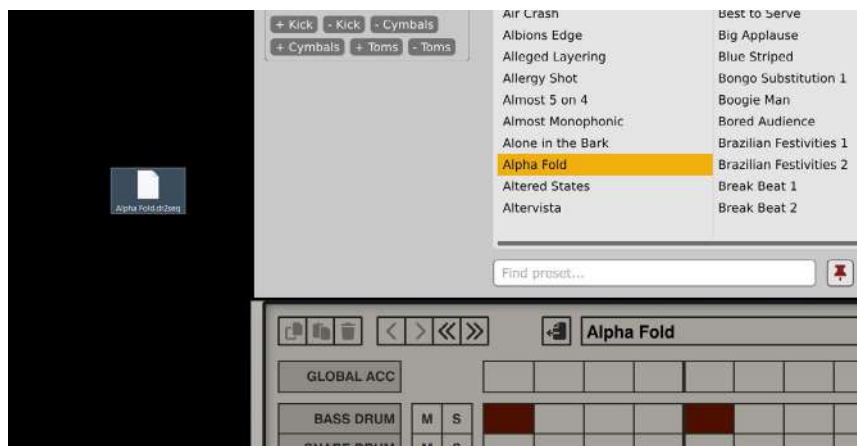 + Kick - Kick - Cymbals
+ Cymbals + Toms - Toms
Air Crash
Albions Edge
Alleged Layering
Allergy Shot
Almost 5 on 4
Almost Monophonic
Alone in the Bark
Alpha Fold
Altered States
Altervista
Best to Serve
Big Applause
Blue Striped
Bongo Substitution 1
Boogie Man
Bored Audience
Brazilian Festivities 1
Brazilian Festivities 2
Break Beat 1
Break Beat 2
Alpha Fold.dr2seq
Find preset...
Alpha Fold
GLOBAL ACC
BASS DRUM M S
SNARE DRUM M S